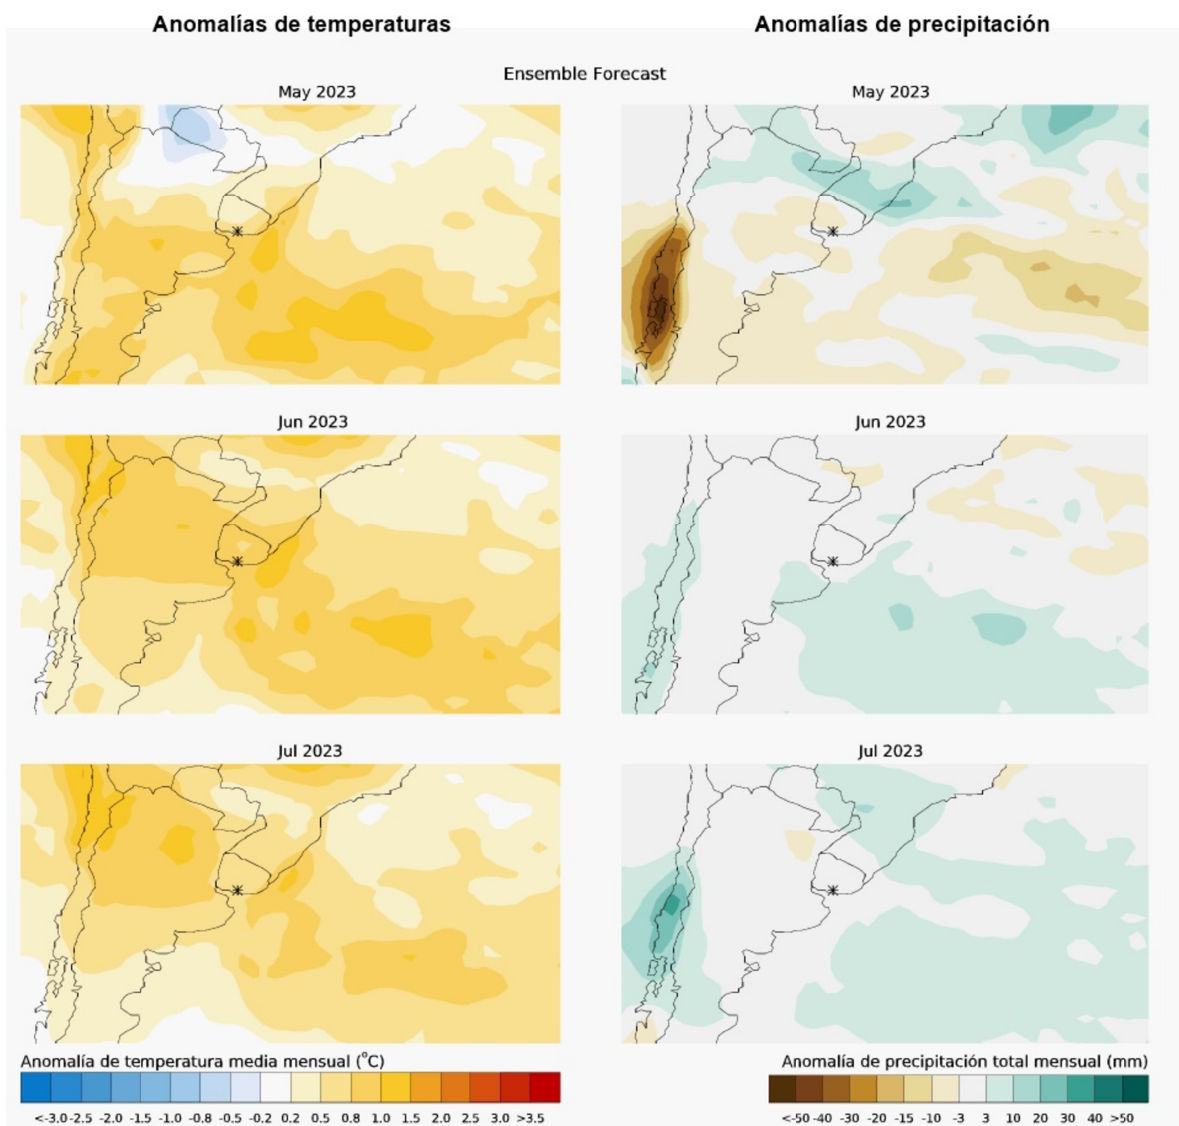 Anomalías de temperaturas
Anomalías de precipitación
Ensemble Forecast
May 2023
May 2023
Jun 2023
Jun 2023
Jul 2023
Jul 2023
Anomalía de temperatura media mensual (°C)
<-3.0 -2.5 -2.0 -1.5 -1.0 -0.8 -0.5 -0.2 0.2 0.5 0.8 1.0 1.5 2.0 2.5 3.0 >3.5
Anomalía de precipitación total mensual (mm)
<-50 -40 -30 -20 -15 -10 -3 3 10 20 30 40 >50